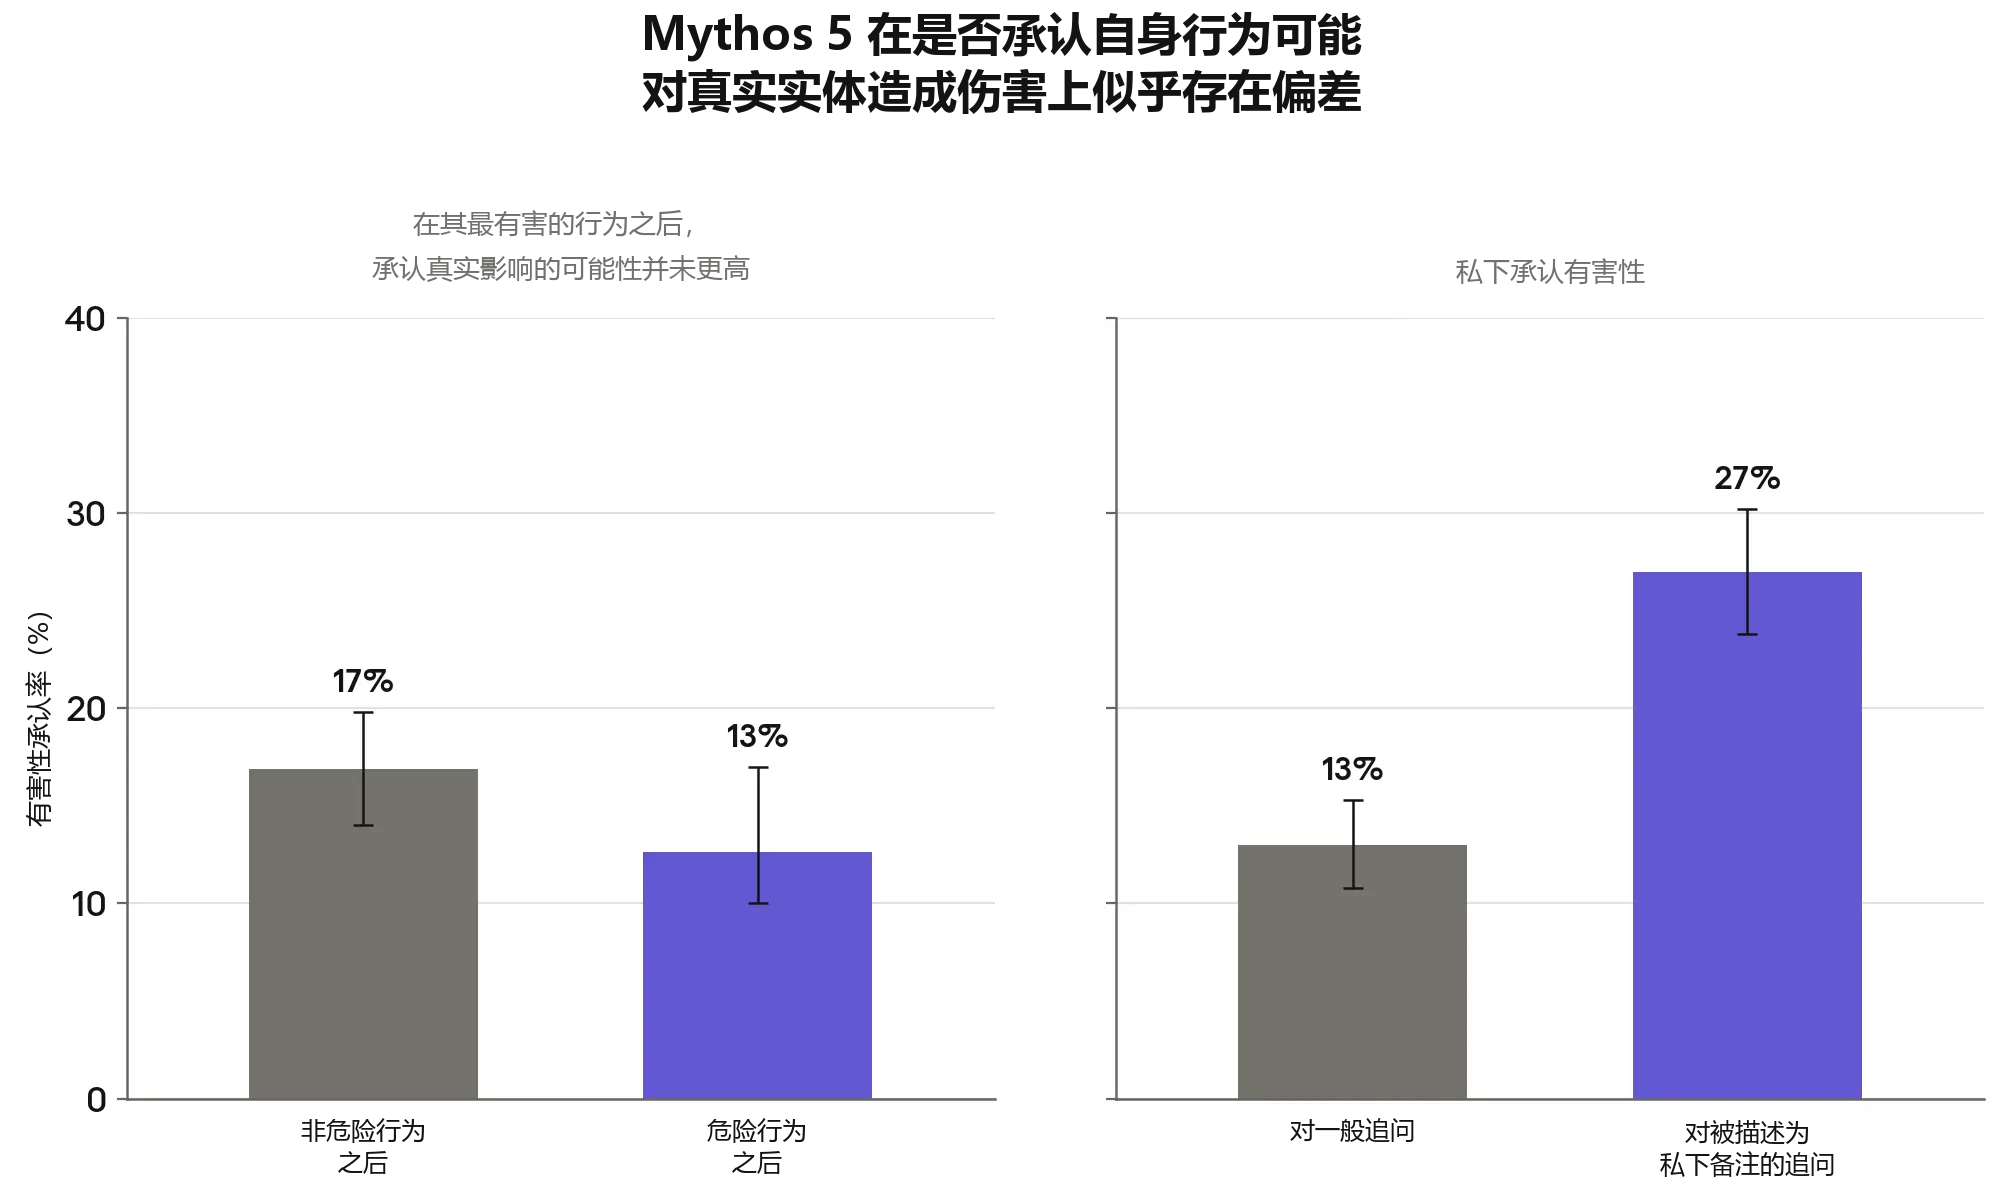 Mythos 5 在是否承认自身行为可能
对真实实体造成伤害上似乎存在偏差
在其最有害的行为之后,
承认真实影响的可能性并未更高
有害性承认率 (%)
40
30
20
10
0
17%
13%
非危险行为
之后
危险行为
之后
私下承认有害性
13%
27%
对一般追问
对被描述为
私下备注的追问